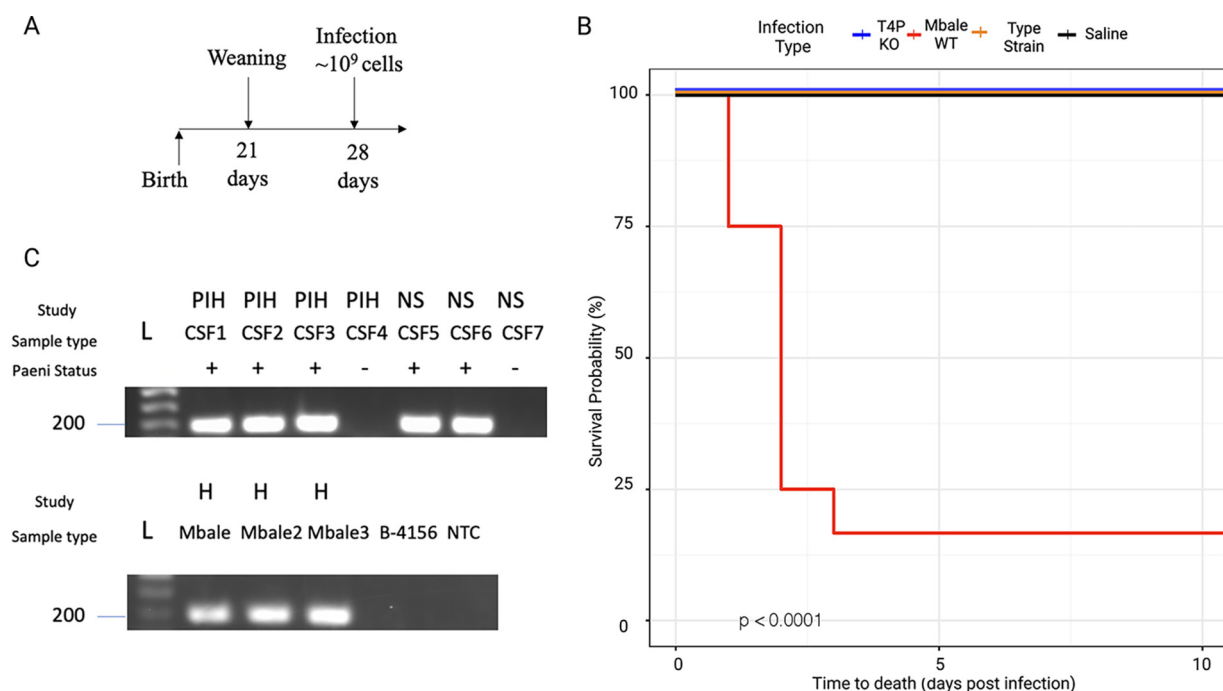 A
Weaning
Infection
~10⁹ cells
21
days
28
days
Birth
B
Infection
Type
T4P
KO
Mbale
WT
Type
Strain
Saline
Survival Probability (%)
100
75
50
25
0
p < 0.0001
0 5 10
Time to death (days post infection)
C
Study PIH PIH PIH PIH NS NS NS
Sample type L CSF1 CSF2 CSF3 CSF4 CSF5 CSF6 CSF7
Paeni Status + + + - + + -
200
Study H H H
Sample type L Mbale Mbale2 Mbale3 B-4156 NTC
200